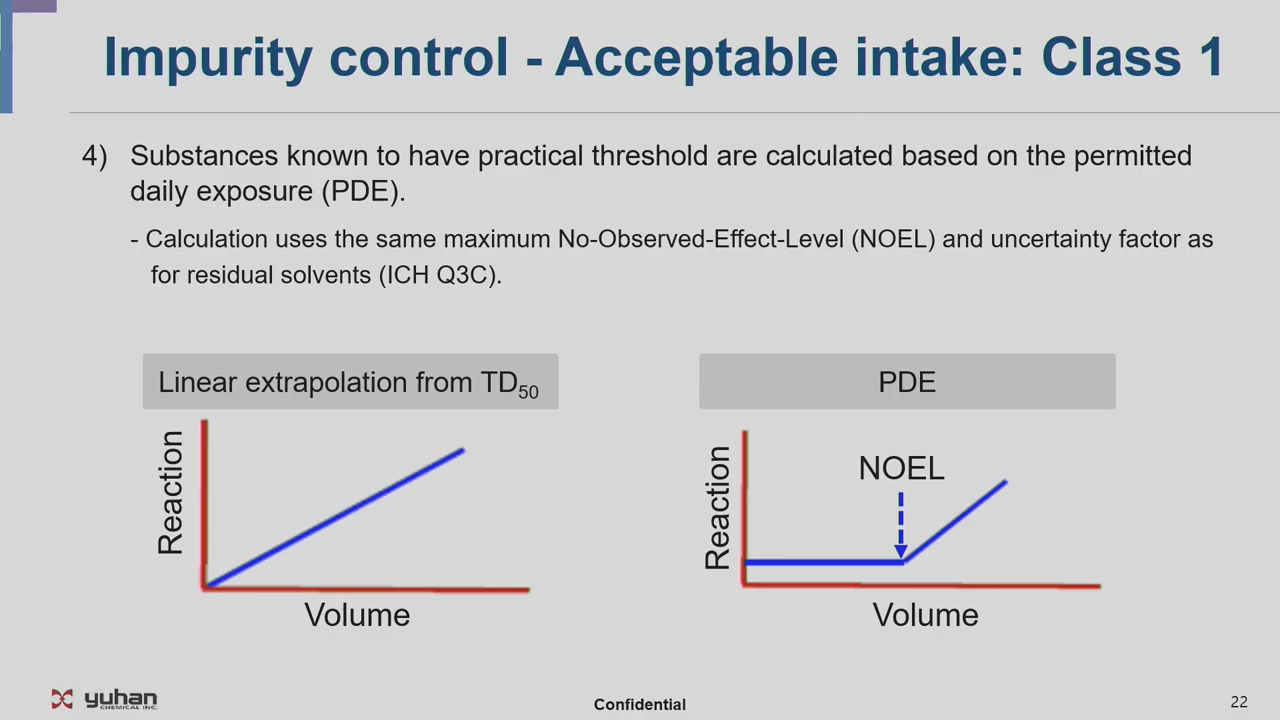 Impurity control - Acceptable intake: Class 1
4) Substances known to have practical threshold are calculated based on the permitted
daily exposure (PDE).
- Calculation uses the same maximum No-Observed-Effect-Level (NOEL) and uncertainty factor as
for residual solvents (ICH Q3C).
Linear extrapolation from TD50
Reaction
Volume
PDE
Reaction
NOEL
Volume
yuhan
CHEMICAL INC.
Confidential
22